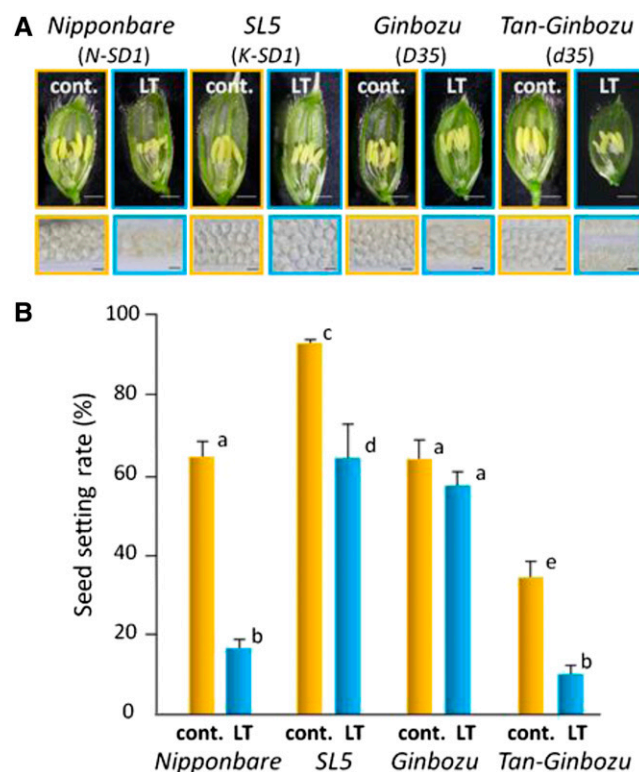 A
Nipponbare SL5 Ginbozu Tan-Ginbozu
(N-SD1) (K-SD1) (D35) (d35)
cont. LT cont. LT cont. LT cont. LT
B
100
80
60
40
20
0
Seed setting rate (%)
a
b
c
d
a
a
e
b
cont. LT cont. LT cont. LT cont. LT
Nipponbare SL5 Ginbozu Tan-Ginbozu